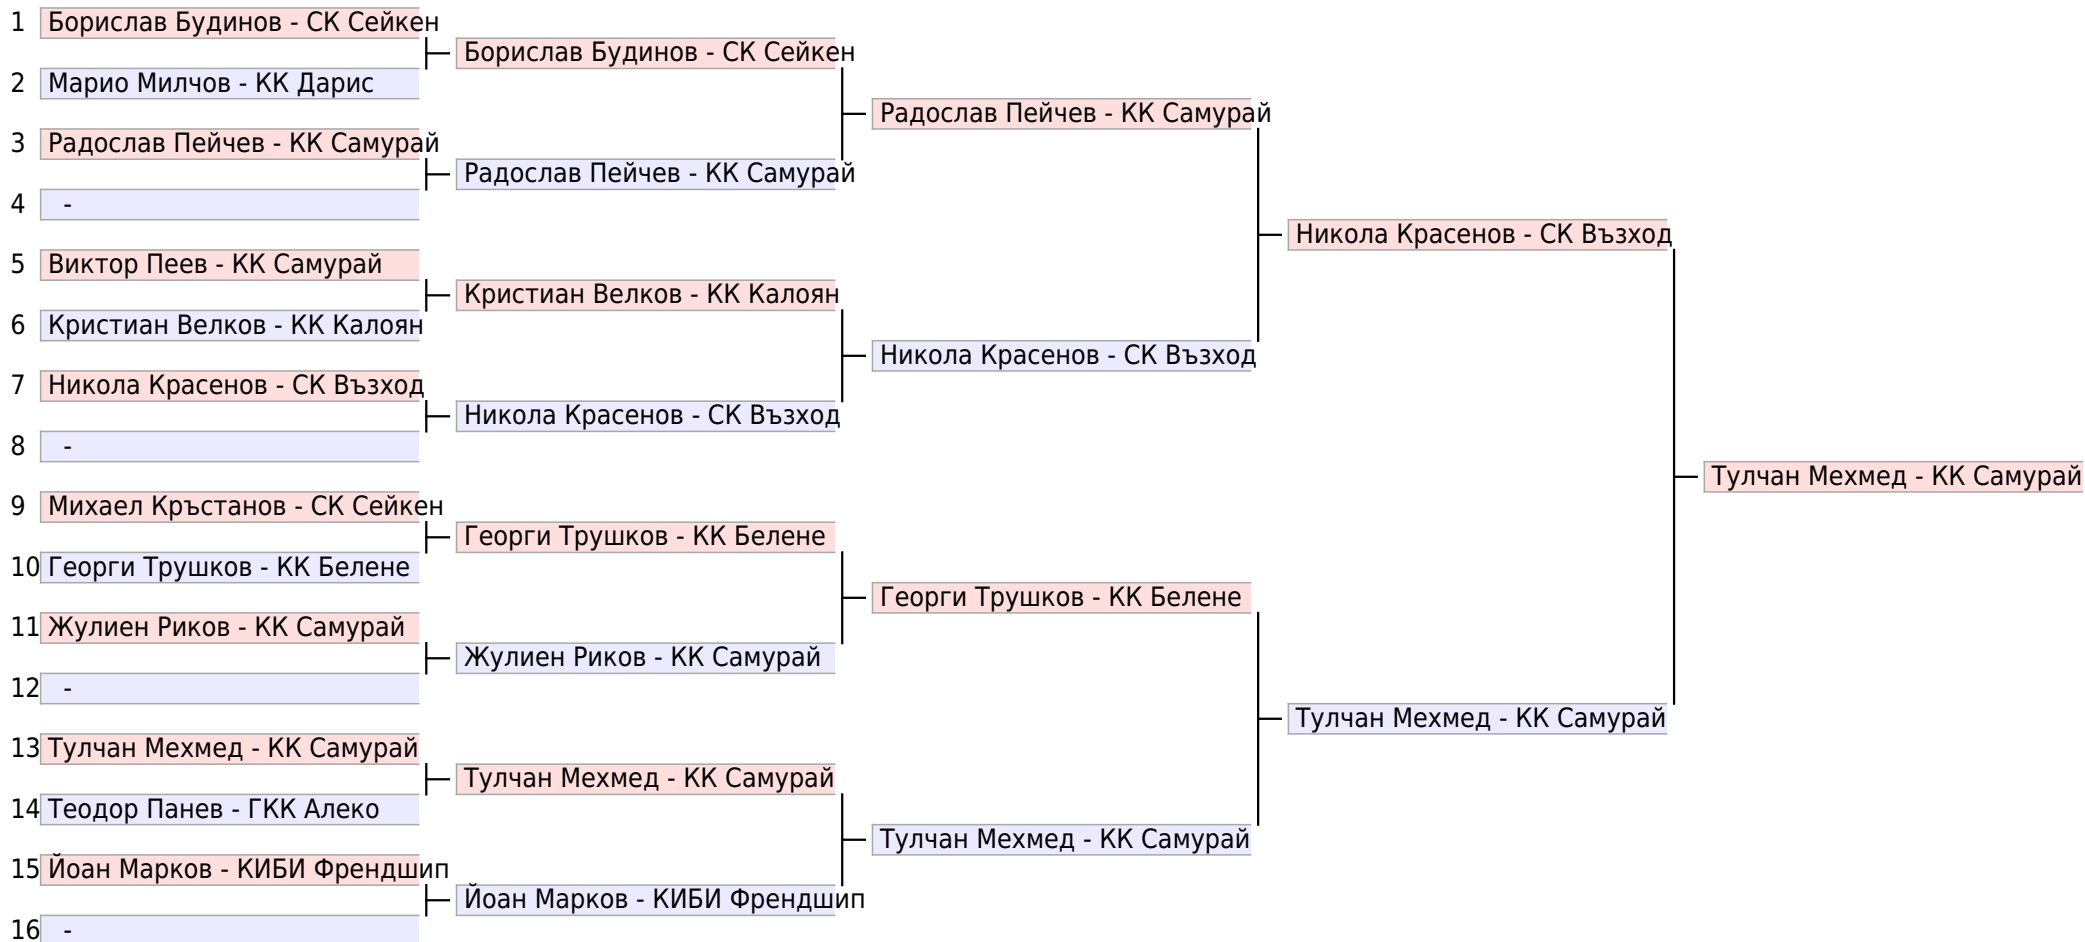 1 Борислав Будинов - СК Сейкен
2 Марио Милчов - КК Дарис
3 Радослав Пейчев - КК Самурай
4 -
5 Виктор Пеев - КК Самурай
6 Кристиан Велков - КК Калоян
7 Никола Красенов - СК Възход
8 -
9 Михаел Кръстанов - СК Сейкен
10 Георги Трушков - КК Белене
11 Жулиен Риков - КК Самурай
12 -
13 Тулчан Мехмед - КК Самурай
14 Теодор Панев - ГКК Алеко
15 Йоан Марков - КИБИ Френдшип
16 -
Борислав Будинов - СК Сейкен
Радослав Пейчев - КК Самурай
Кристиан Велков - КК Калоян
Никола Красенов - СК Възход
Георги Трушков - КК Белене
Жулиен Риков - КК Самурай
Тулчан Мехмед - КК Самурай
Йоан Марков - КИБИ Френдшип
Радослав Пейчев - КК Самурай
Никола Красенов - СК Възход
Георги Трушков - КК Белене
Тулчан Мехмед - КК Самурай
Никола Красенов - СК Възход
Тулчан Мехмед - КК Самурай
Тулчан Мехмед - КК Самурай